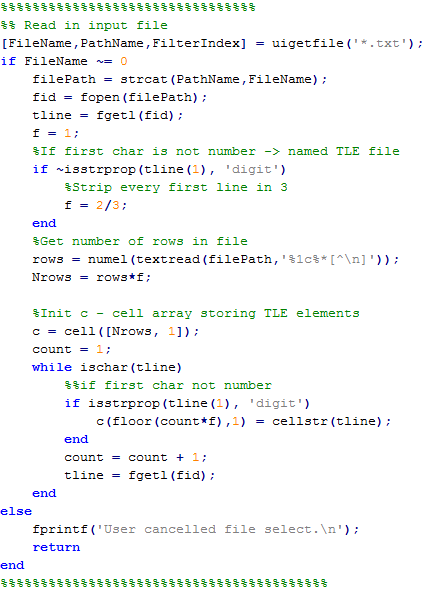 %%%%%%%%%%%%%%%%%%%%%%%%%%%%%%%%
%% Read in input file
[FileName,PathName,FilterIndex] = uigetfile('*.txt');
if FileName ~= 0
    filePath = strcat(PathName,FileName);
    fid = fopen(filePath);
    tline = fgetl(fid);
    f = 1;
    %If first char is not number -> named TLE file
    if ~isstrprop(tline(1), 'digit')
        %Strip every first line in 3
        f = 2/3;
    end
    %Get number of rows in file
    rows = numel(textread(filePath,'%1c%*[^\n]'));
    Nrows = rows*f;

    %Init c - cell array storing TLE elements
    c = cell([Nrows, 1]);
    count = 1;
    while ischar(tline)
        %%if first char not number
        if isstrprop(tline(1), 'digit')
            c(floor(count*f),1) = cellstr(tline);
        end
        count = count + 1;
        tline = fgetl(fid);
    end
else
    fprintf('User cancelled file select.\n');
    return
end
%%%%%%%%%%%%%%%%%%%%%%%%%%%%%%%%%%%%%%%%%